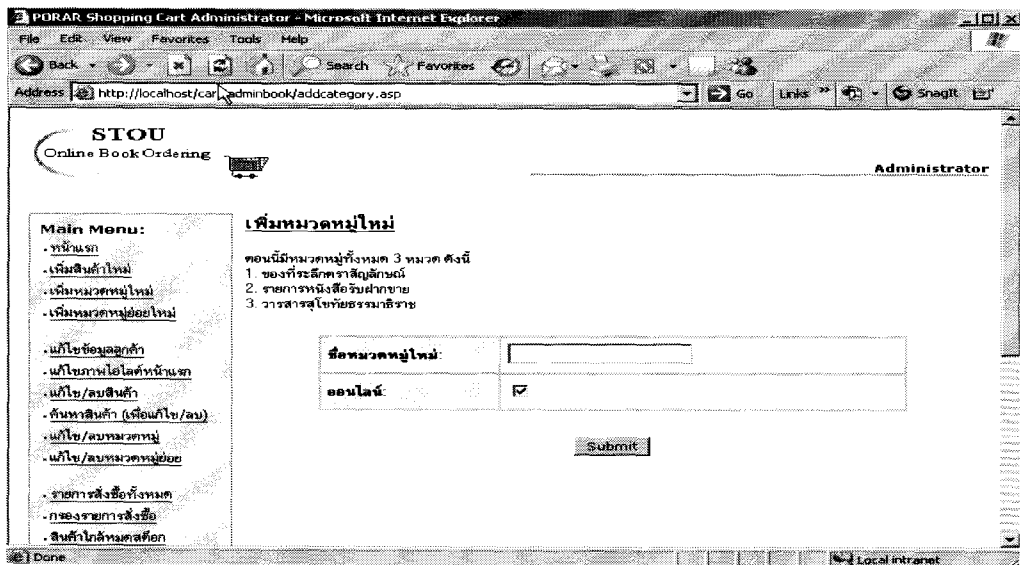 PORAR Shopping Cart Administrator - Microsoft Internet Explorer
File Edit View Favorites Tools Help
Back Search Favorites
Address http://localhost/cart/adminbook/addcategory.asp Go Links » SnagIt
STOU
Online Book Ordering
Administrator
Main Menu:
หน้าแรก
เพิ่มสินค้าใหม่
เพิ่มหมวดหมู่ใหม่
เพิ่มหมวดหมู่ย่อยใหม่
แก้ไขข้อมูลลูกค้า
แก้ไขภาพไฮไลต์หน้าแรก
แก้ไข/ลบสินค้า
ค้นหาสินค้า (เพื่อแก้ไข/ลบ)
แก้ไข/ลบหมวดหมู่
แก้ไข/ลบหมวดหมู่ย่อย
รายการสั่งซื้อทั้งหมด
กรองรายการสั่งซื้อ
สินค้าใกล้หมดสต็อก
เพิ่มหมวดหมู่ใหม่
ตอนนี้มีหมวดหมู่ทั้งหมด 3 หมวด ดังนี้
1. ของที่ระลึกตราสัญลักษณ์
2. รายการหนังสือรับฝากขาย
3. วารสารสุโขทัยธรรมาธิราช
ชื่อหมวดหมู่ใหม่:
ออนไลน์:
Submit
Done Local intranet